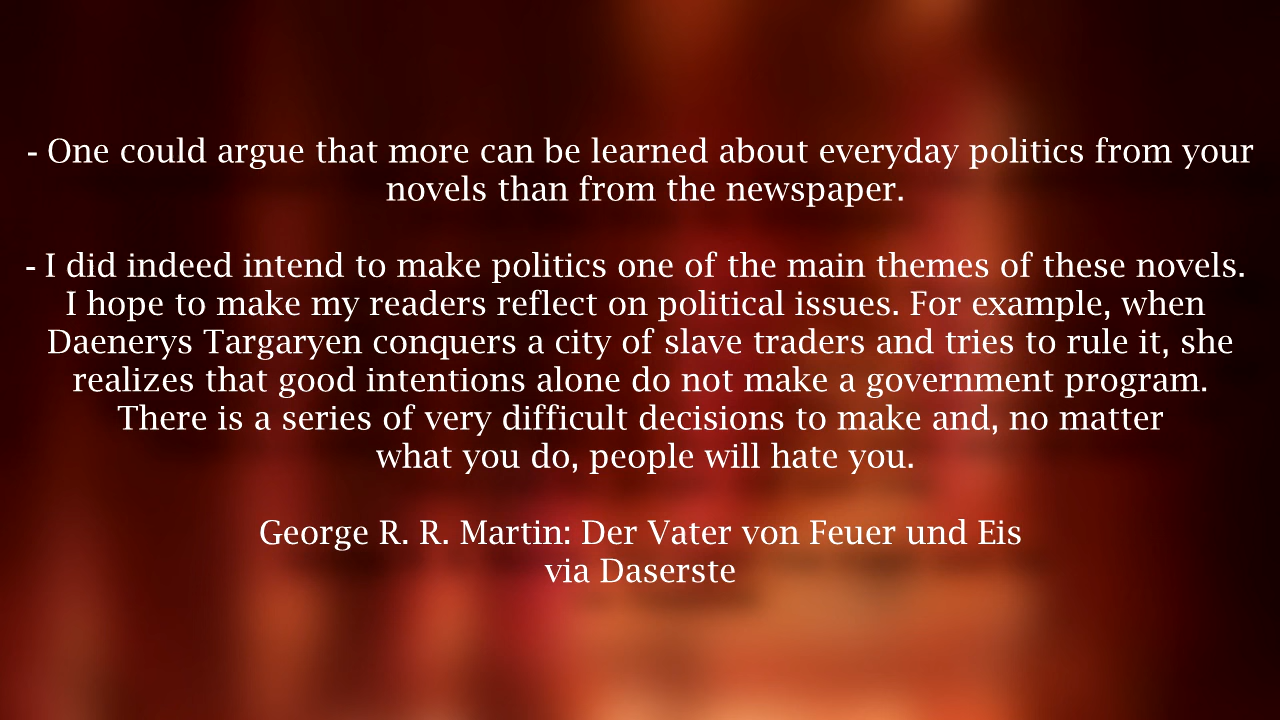 - One could argue that more can be learned about everyday politics from your
novels than from the newspaper.
- I did indeed intend to make politics one of the main themes of these novels.
I hope to make my readers reflect on political issues. For example, when
Daenerys Targaryen conquers a city of slave traders and tries to rule it, she
realizes that good intentions alone do not make a government program.
There is a series of very difficult decisions to make and, no matter
what you do, people will hate you.
George R. R. Martin: Der Vater von Feuer und Eis
via Daserste